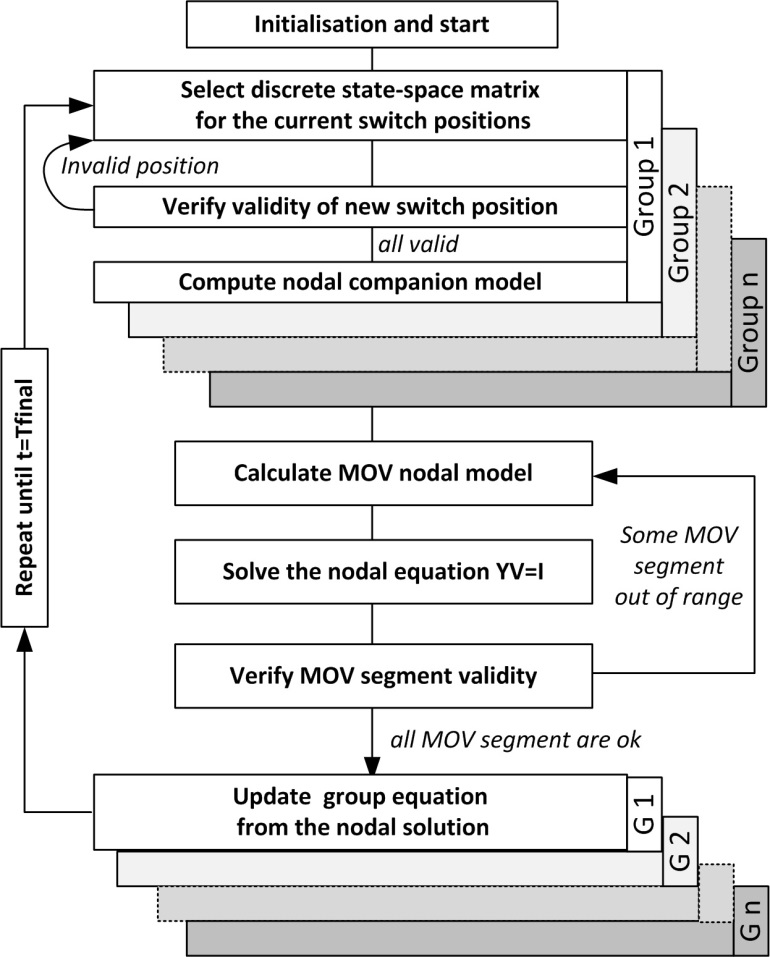 Initialisation and start
Select discrete state-space matrix
for the current switch positions
Invalid position
Verify validity of new switch position
all valid
Compute nodal companion model
Group 1
Group 2
Group n
Repeat until t=Tfinal
Calculate MOV nodal model
Some MOV
segment
out of range
Solve the nodal equation YV=I
Verify MOV segment validity
all MOV segment are ok
Update group equation
from the nodal solution
G 1
G 2
G n